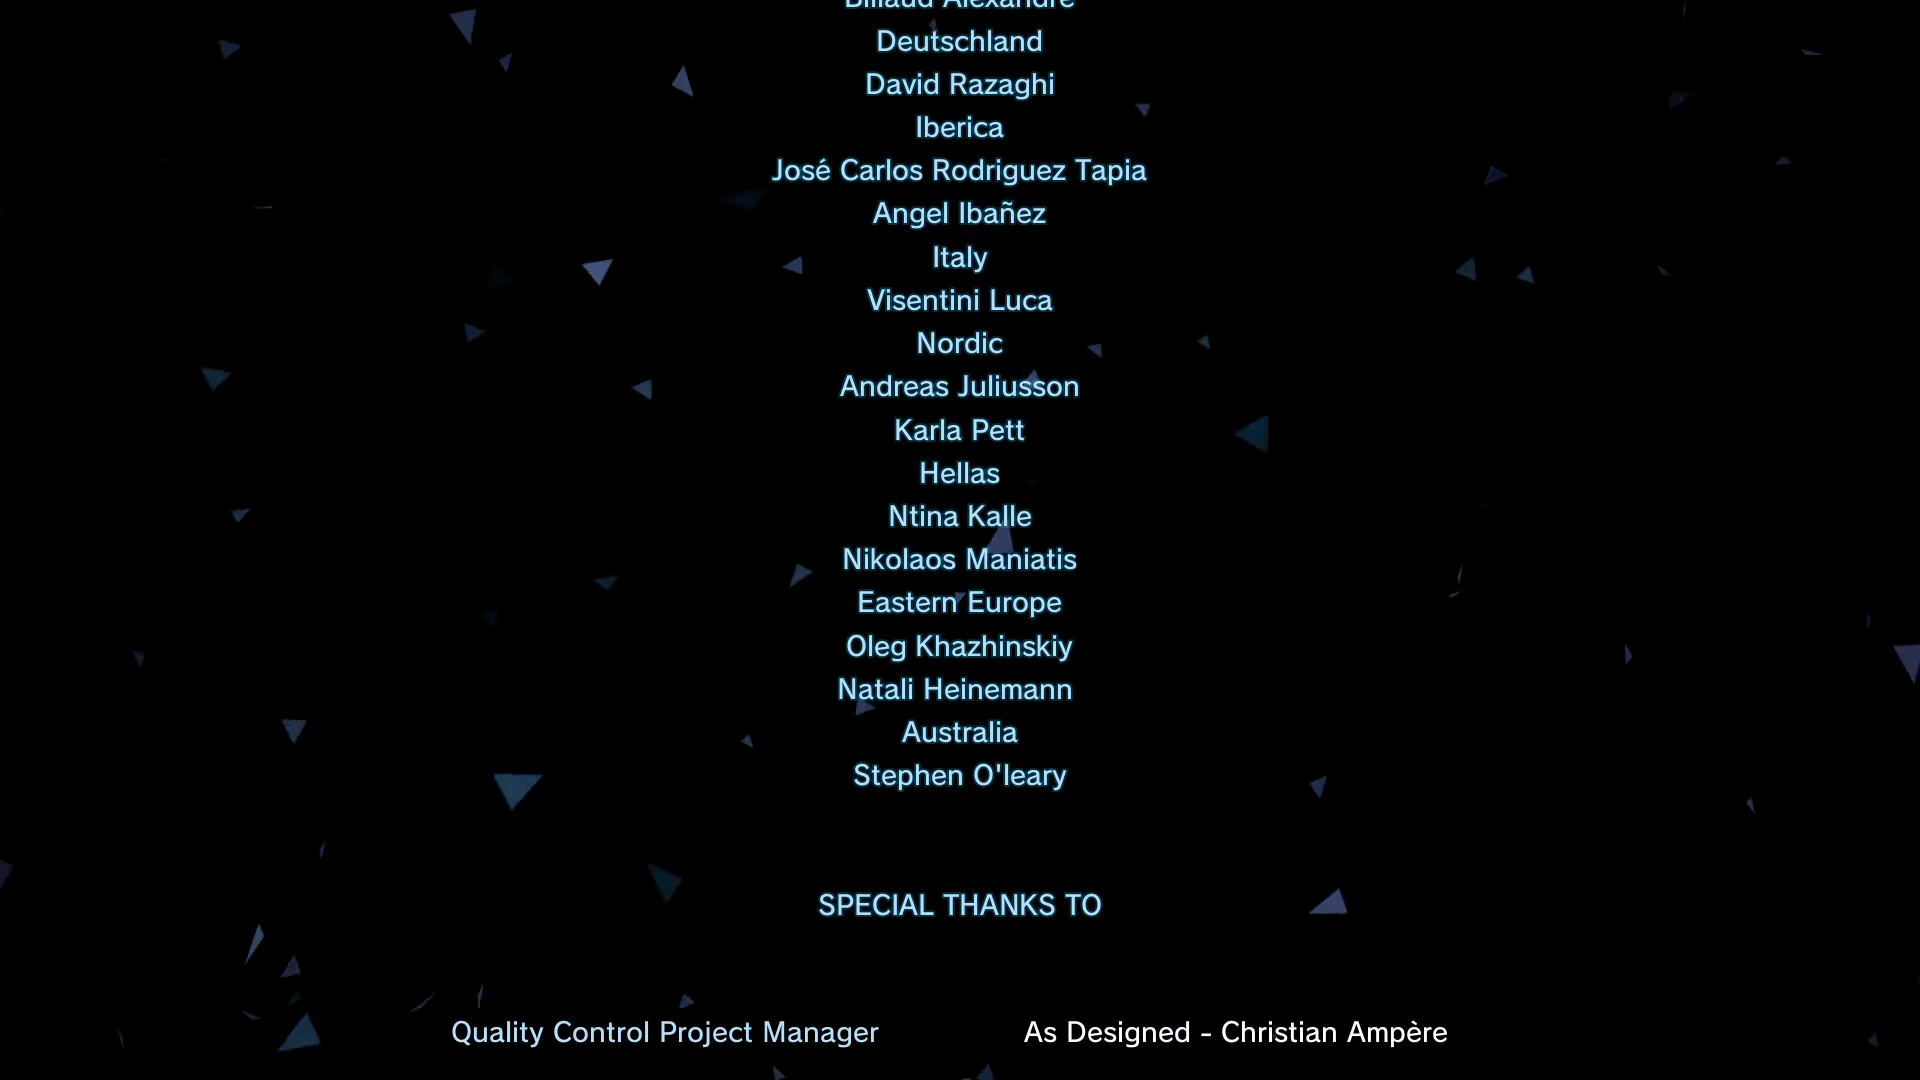 Billaud Alexandre
Deutschland
David Razaghi
Iberica
José Carlos Rodriguez Tapia
Angel Ibañez
Italy
Visentini Luca
Nordic
Andreas Juliusson
Karla Pett
Hellas
Ntina Kalle
Nikolaos Maniatis
Eastern Europe
Oleg Khazhinskiy
Natali Heinemann
Australia
Stephen O'leary
SPECIAL THANKS TO
Quality Control Project Manager As Designed - Christian Ampère